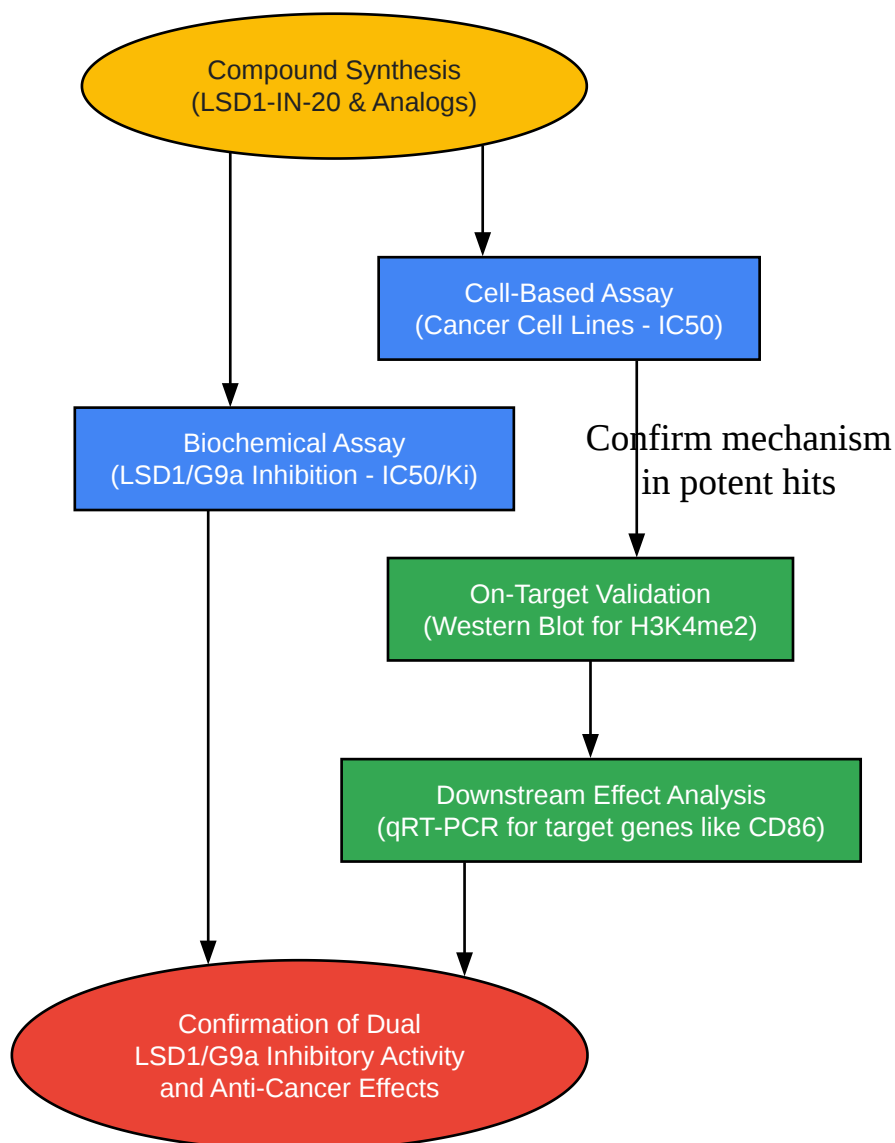 Compound Synthesis
(LSD1-IN-20 & Analogs)
Cell-Based Assay
(Cancer Cell Lines - IC50)
Biochemical Assay
(LSD1/G9a Inhibition - IC50/Ki)
Confirm mechanism
in potent hits
On-Target Validation
(Western Blot for H3K4me2)
Downstream Effect Analysis
(qRT-PCR for target genes like CD86)
Confirmation of Dual
LSD1/G9a Inhibitory Activity
and Anti-Cancer Effects